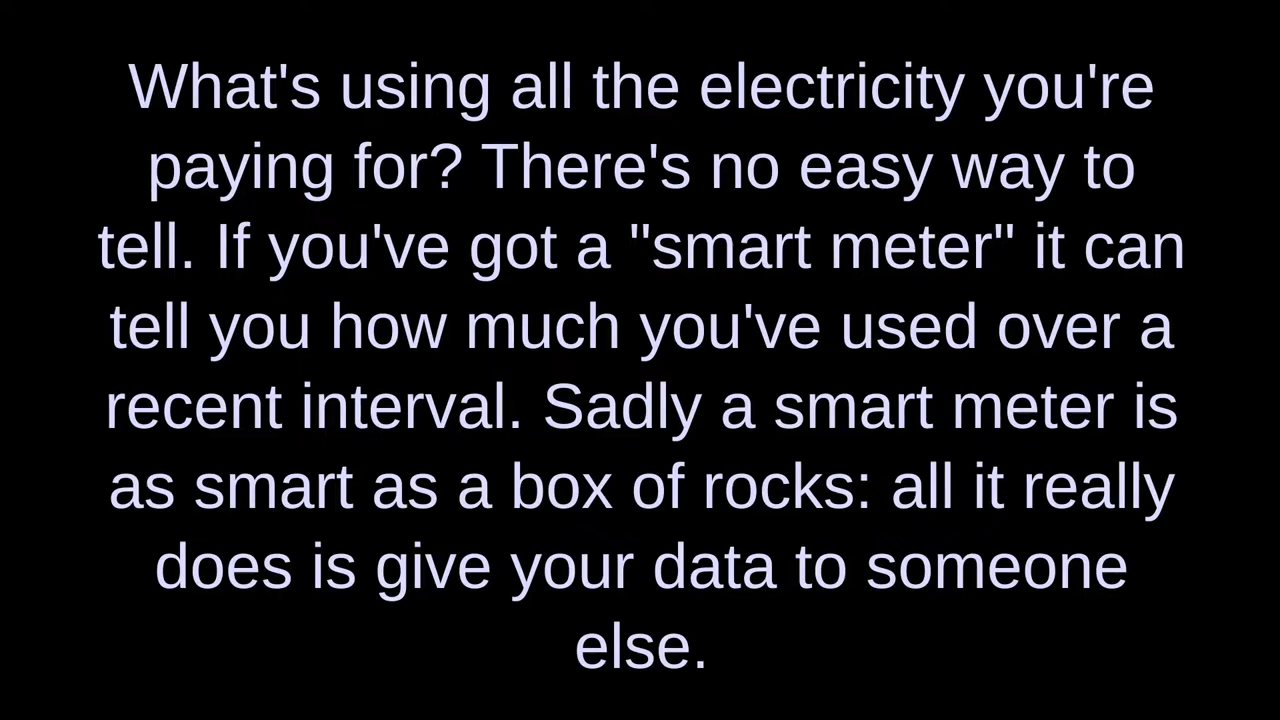 What's using all the electricity you're
paying for? There's no easy way to
tell. If you've got a "smart meter" it can
tell you how much you've used over a
recent interval. Sadly a smart meter is
as smart as a box of rocks: all it really
does is give your data to someone
else.